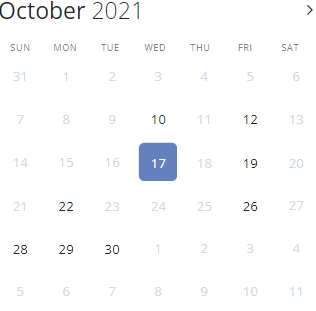 October 2021
SUN MON TUE WED THU FRI SAT
31 1 2 3 4 5 6
7 8 9 10 11 12 13
14 15 16 17 18 19 20
21 22 23 24 25 26 27
28 29 30 1 2 3 4
5 6 7 8 9 10 11